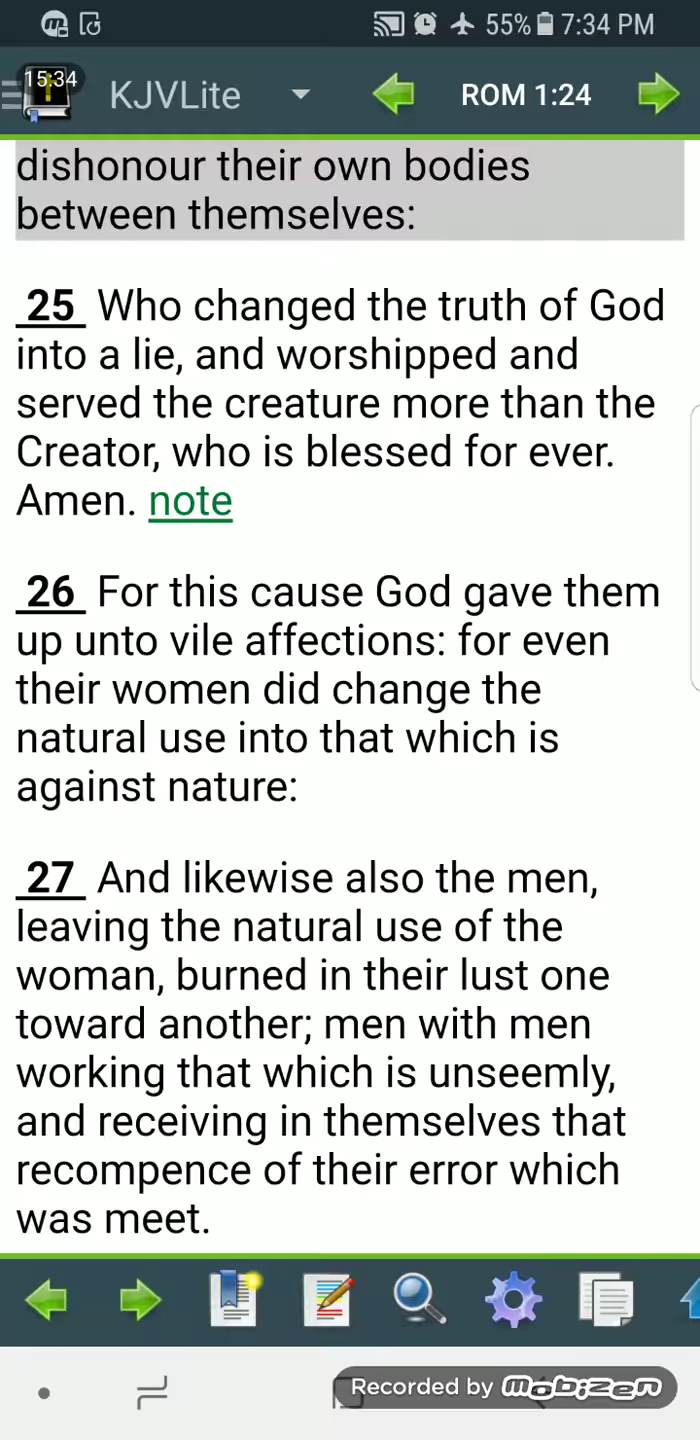 55% 7:34 PM
15:34 KJVLite ROM 1:24
dishonour their own bodies
between themselves:
25 Who changed the truth of God
into a lie, and worshipped and
served the creature more than the
Creator, who is blessed for ever.
Amen. note
26 For this cause God gave them
up unto vile affections: for even
their women did change the
natural use into that which is
against nature:
27 And likewise also the men,
leaving the natural use of the
woman, burned in their lust one
toward another; men with men
working that which is unseemly,
and receiving in themselves that
recompence of their error which
was meet.
Recorded by mobizen